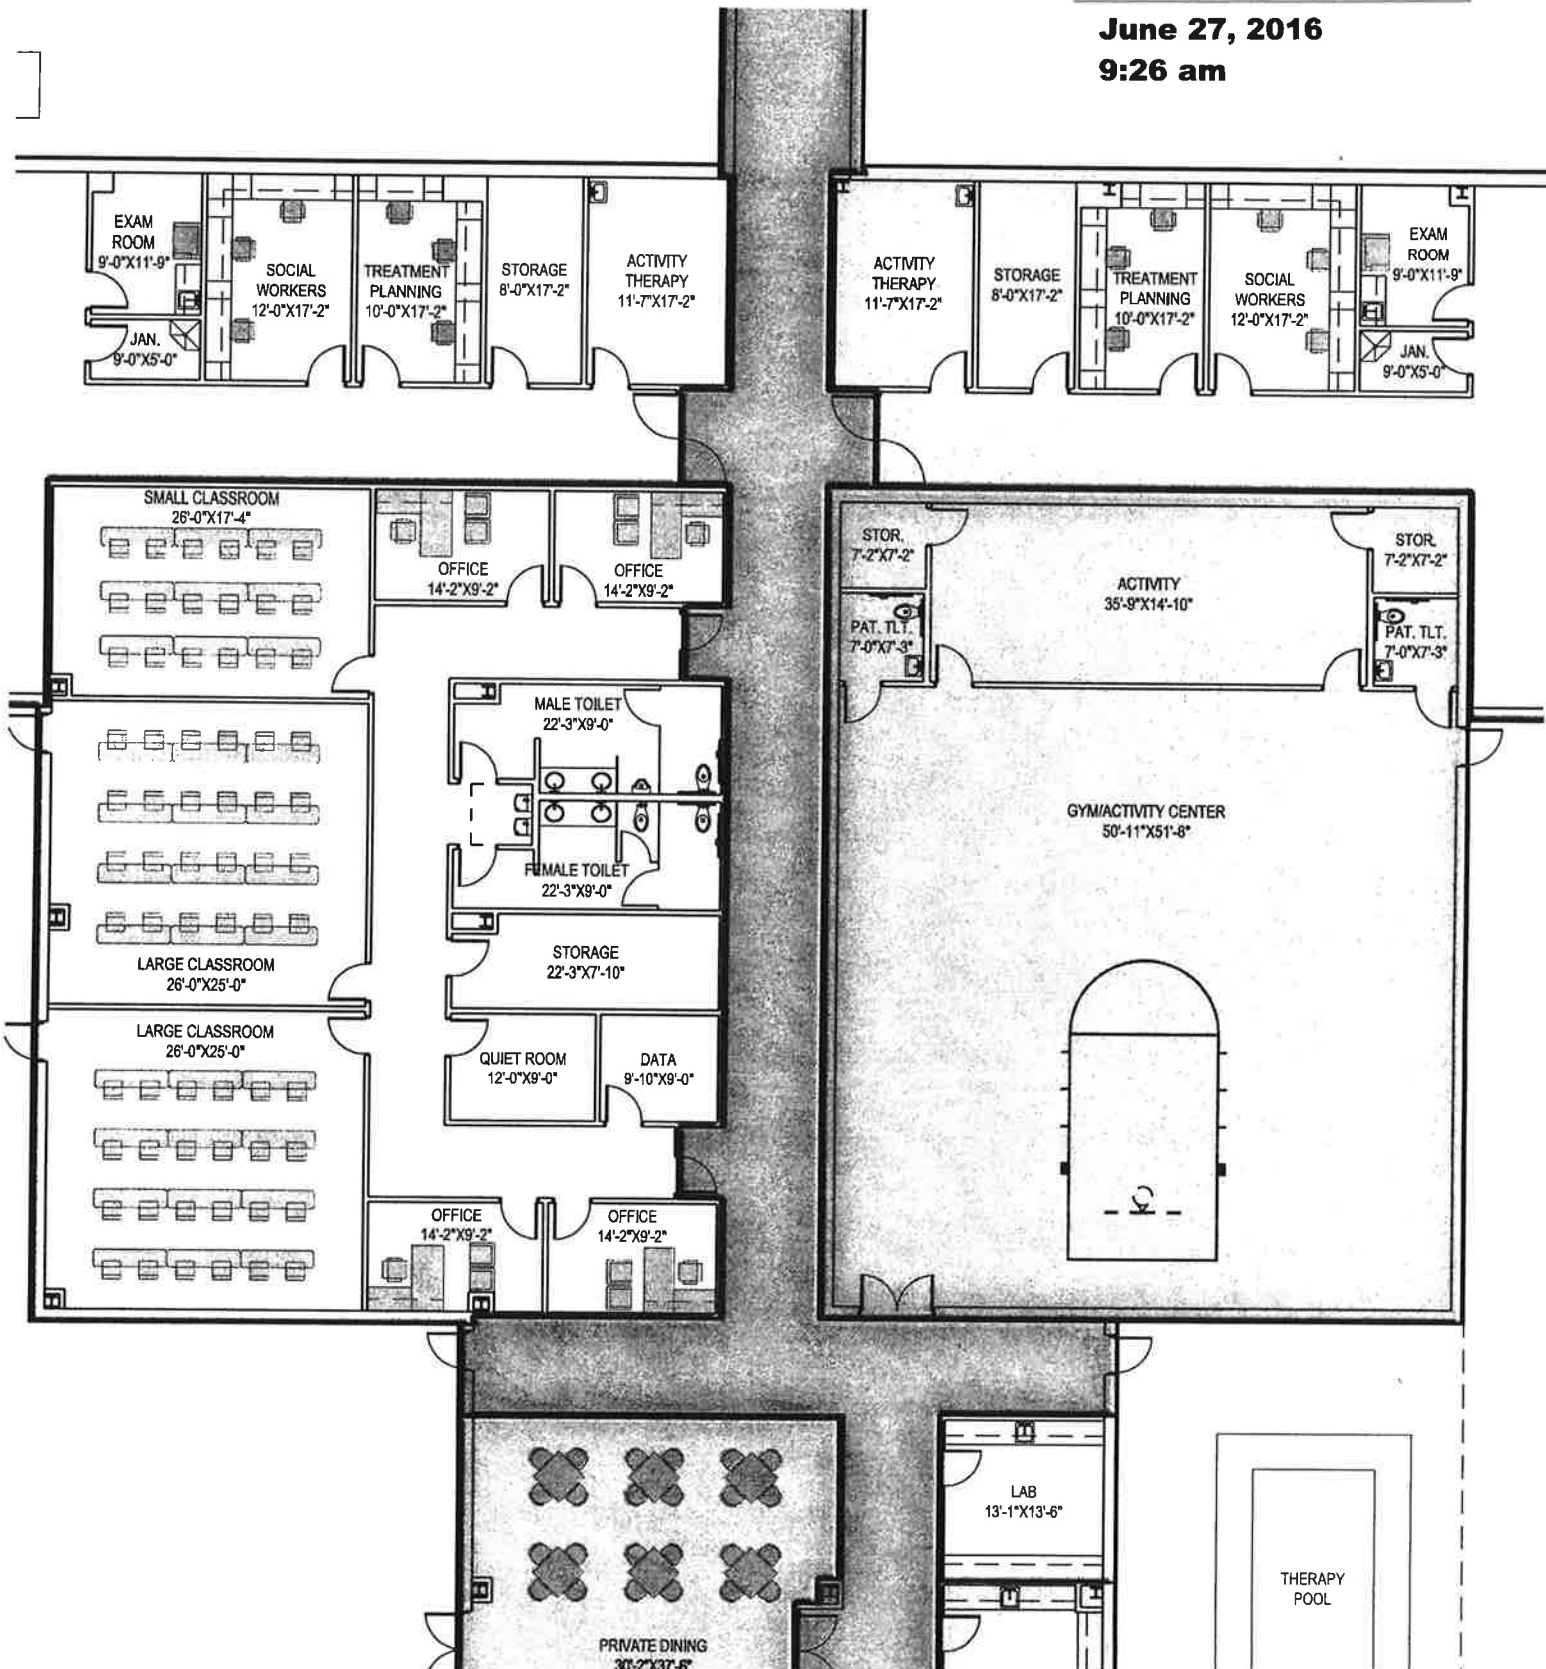 June 27, 2016
9:26 am
EXAM
ROOM
9'-0"X11'-9"
JAN.
9'-0"X5'-0"
SOCIAL
WORKERS
12'-0"X17'-2"
TREATMENT
PLANNING
10'-0"X17'-2"
STORAGE
8'-0"X17'-2"
ACTIVITY
THERAPY
11'-7"X17'-2"
ACTIVITY
THERAPY
11'-7"X17'-2"
STORAGE
8'-0"X17'-2"
TREATMENT
PLANNING
10'-0"X17'-2"
SOCIAL
WORKERS
12'-0"X17'-2"
EXAM
ROOM
9'-0"X11'-9"
JAN.
9'-0"X5'-0"
SMALL CLASSROOM
26'-0"X17'-4"
OFFICE
14'-2"X9'-2"
OFFICE
14'-2"X9'-2"
STOR.
7'-2"X7'-2"
ACTIVITY
35'-9"X14'-10"
STOR.
7'-2"X7'-2"
PAT. TLT.
7'-0"X7'-3"
PAT. TLT.
7'-0"X7'-3"
MALE TOILET
22'-3"X9'-0"
FEMALE TOILET
22'-3"X9'-0"
GYM/ACTIVITY CENTER
50'-11"X51'-8"
STORAGE
22'-3"X7'-10"
LARGE CLASSROOM
26'-0"X25'-0"
LARGE CLASSROOM
26'-0"X25'-0"
QUIET ROOM
12'-0"X9'-0"
DATA
9'-10"X9'-0"
OFFICE
14'-2"X9'-2"
OFFICE
14'-2"X9'-2"
LAB
13'-1"X13'-6"
THERAPY
POOL
PRIVATE DINING
30'-2"X37'-6"